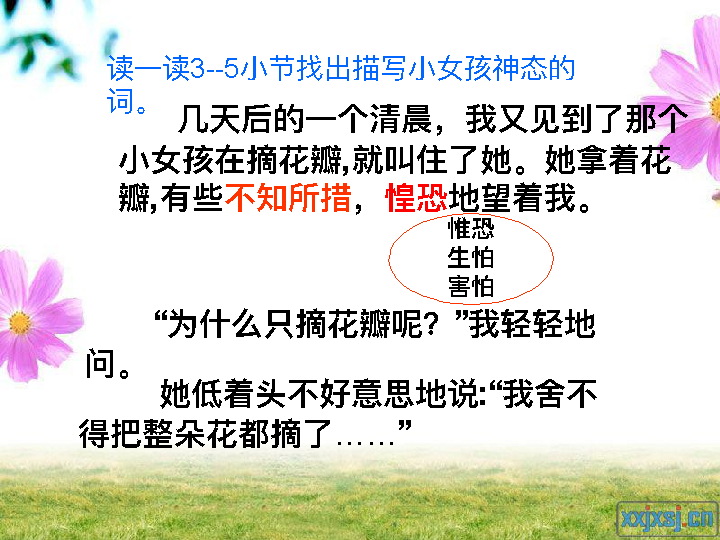 读一读3--5小节找出描写小女孩神态的
词。
几天后的一个清晨，我又见到了那个
小女孩在摘花瓣,就叫住了她。她拿着花
瓣,有些不知所措，惶恐地望着我。
惟恐
生怕
害怕
“为什么只摘花瓣呢？”我轻轻地
问。
她低着头不好意思地说:“我舍不
得把整朵花都摘了……”
xxjxsj.cn